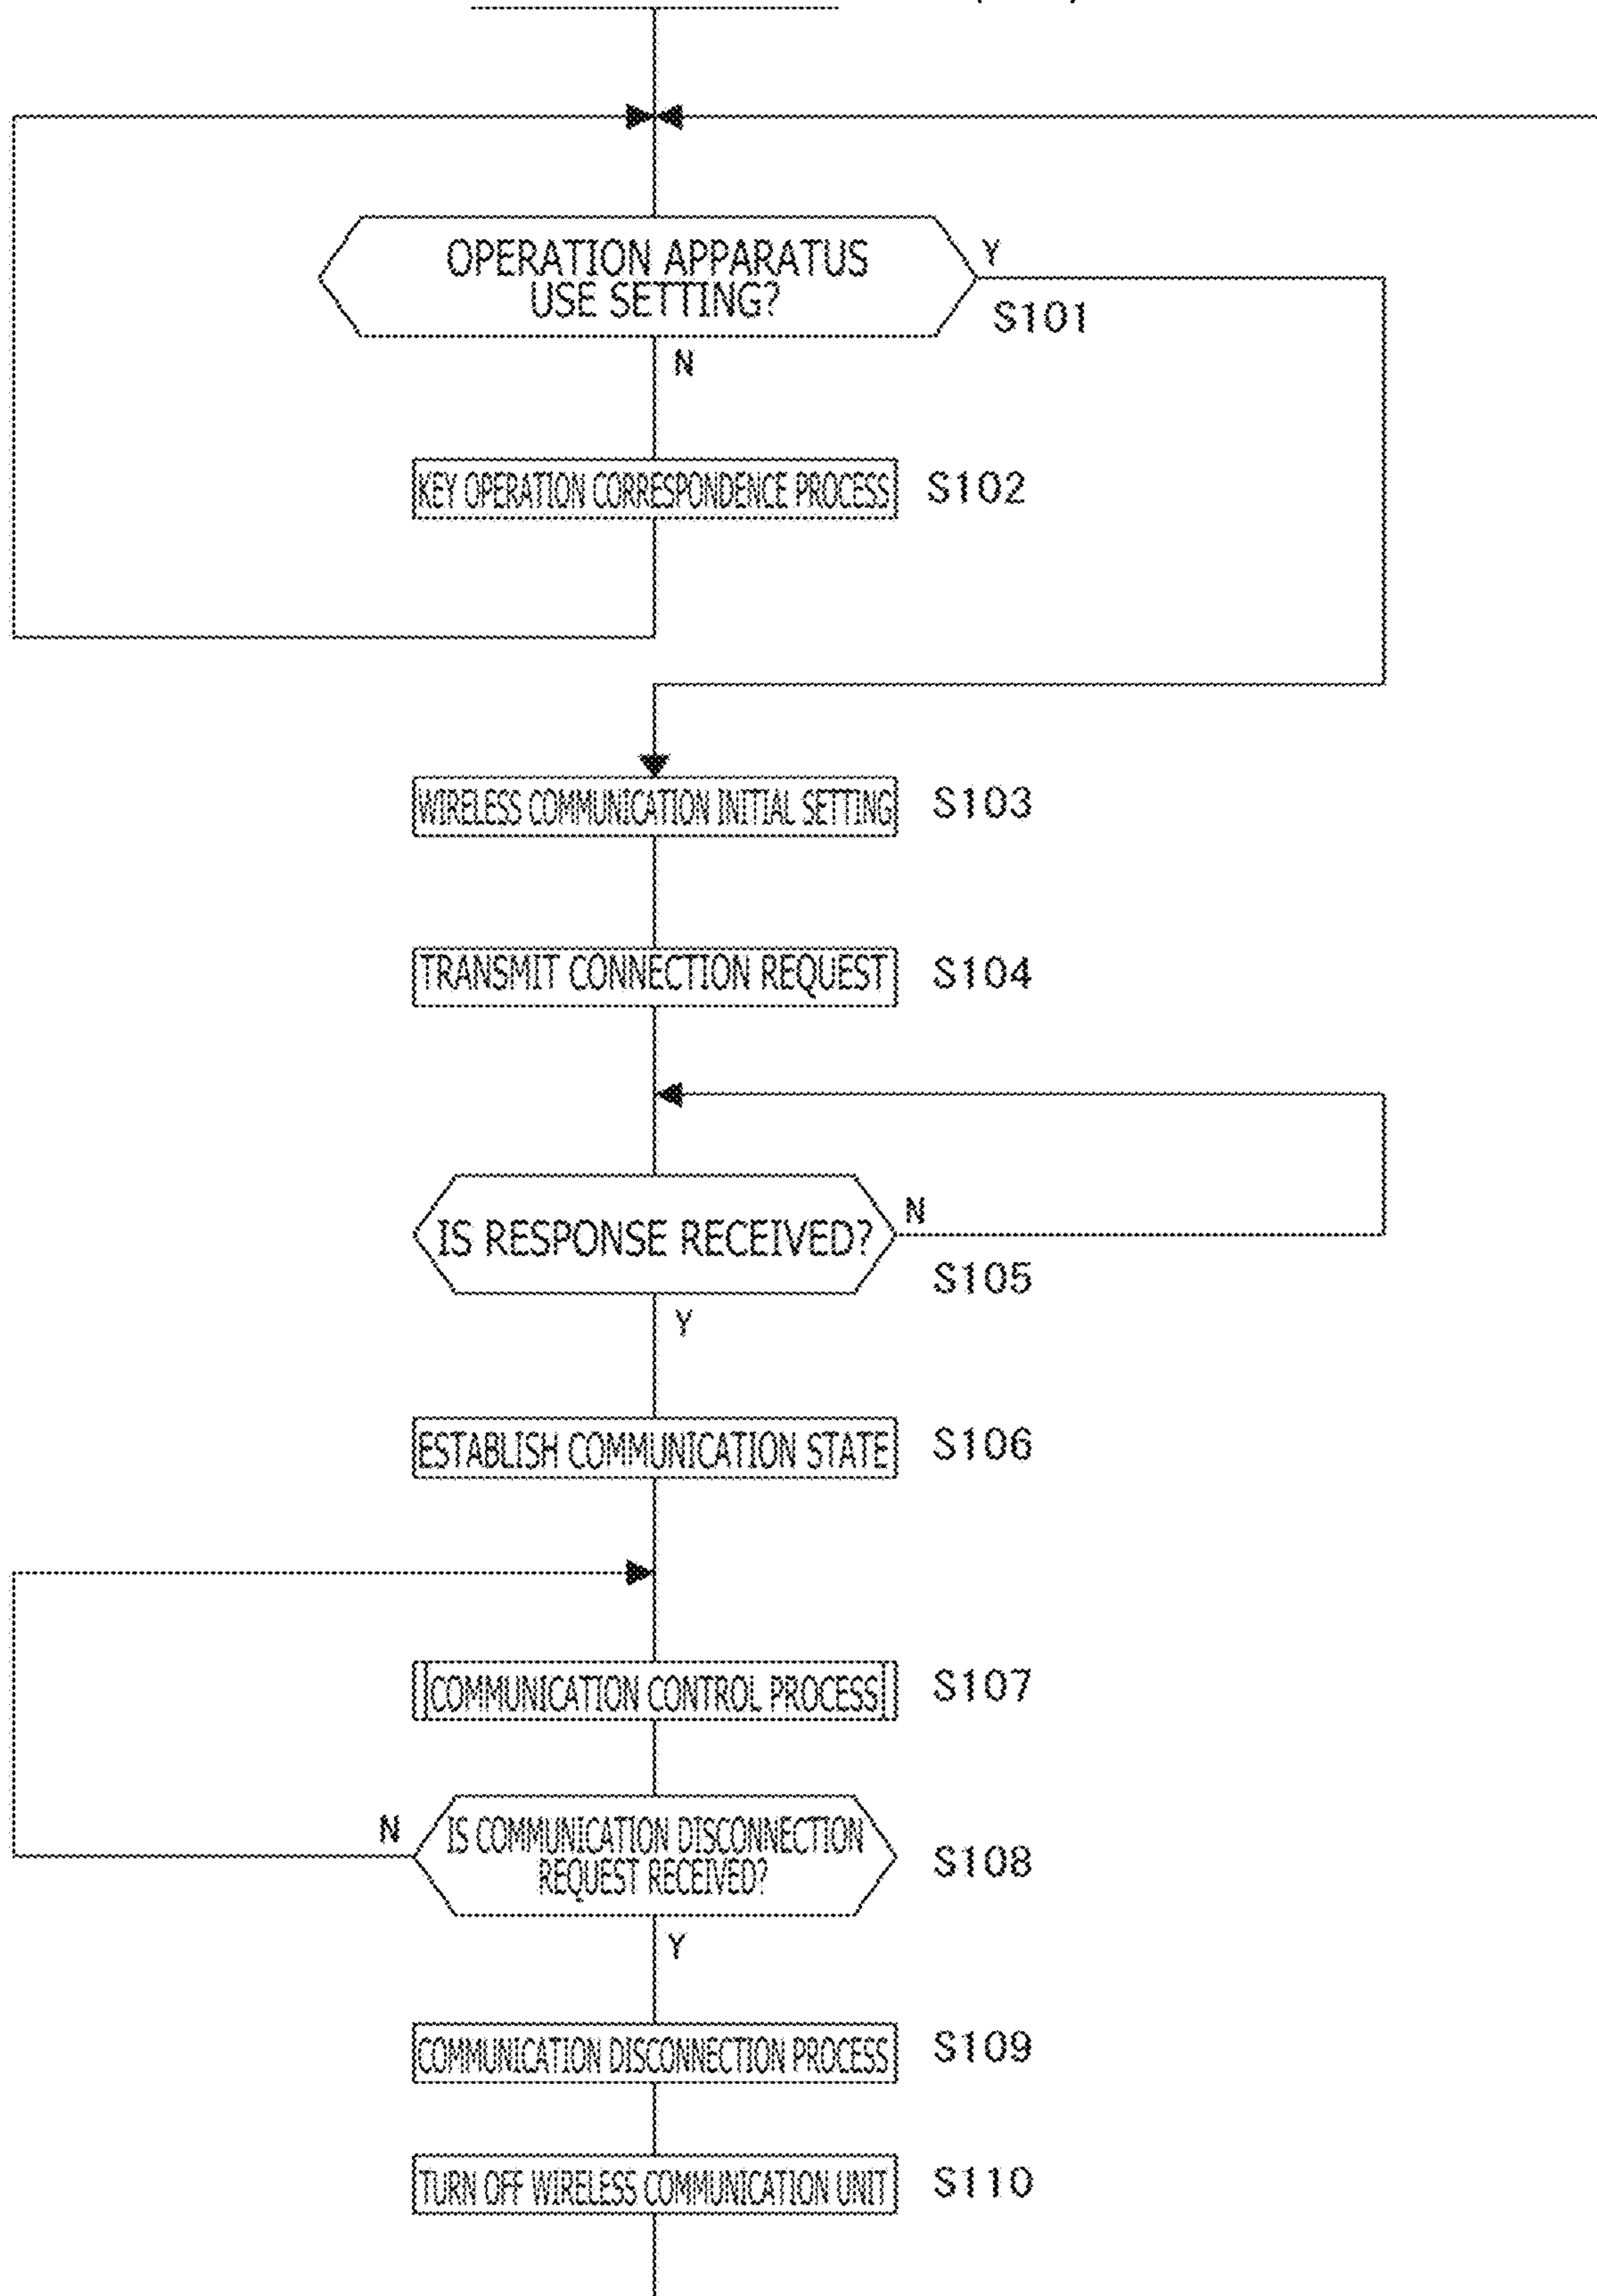 OPERATION APPARATUS
USE SETTING?
Y
S101
N
KEY OPERATION CORRESPONDENCE PROCESS
S102
WIRELESS COMMUNICATION INITIAL SETTING
S103
TRANSMIT CONNECTION REQUEST
S104
IS RESPONSE RECEIVED?
N
S105
Y
ESTABLISH COMMUNICATION STATE
S106
COMMUNICATION CONTROL PROCESS
S107
N
IS COMMUNICATION DISCONNECTION
REQUEST RECEIVED?
S108
Y
COMMUNICATION DISCONNECTION PROCESS
S109
TURN OFF WIRELESS COMMUNICATION UNIT
S110